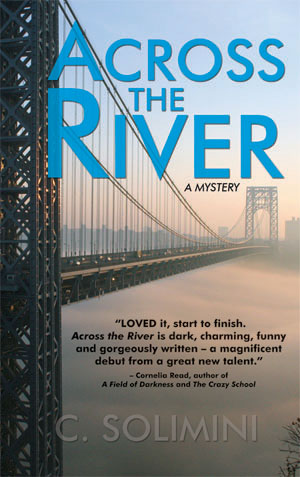 ACROSS
THE
RIVER
A MYSTERY
“LOVED it, start to finish.
Across the River is dark, charming, funny
and gorgeously written – a magnificent
debut from a great new talent.”
– Cornelia Read, author of
A Field of Darkness and The Crazy School
C. SOLIMINI